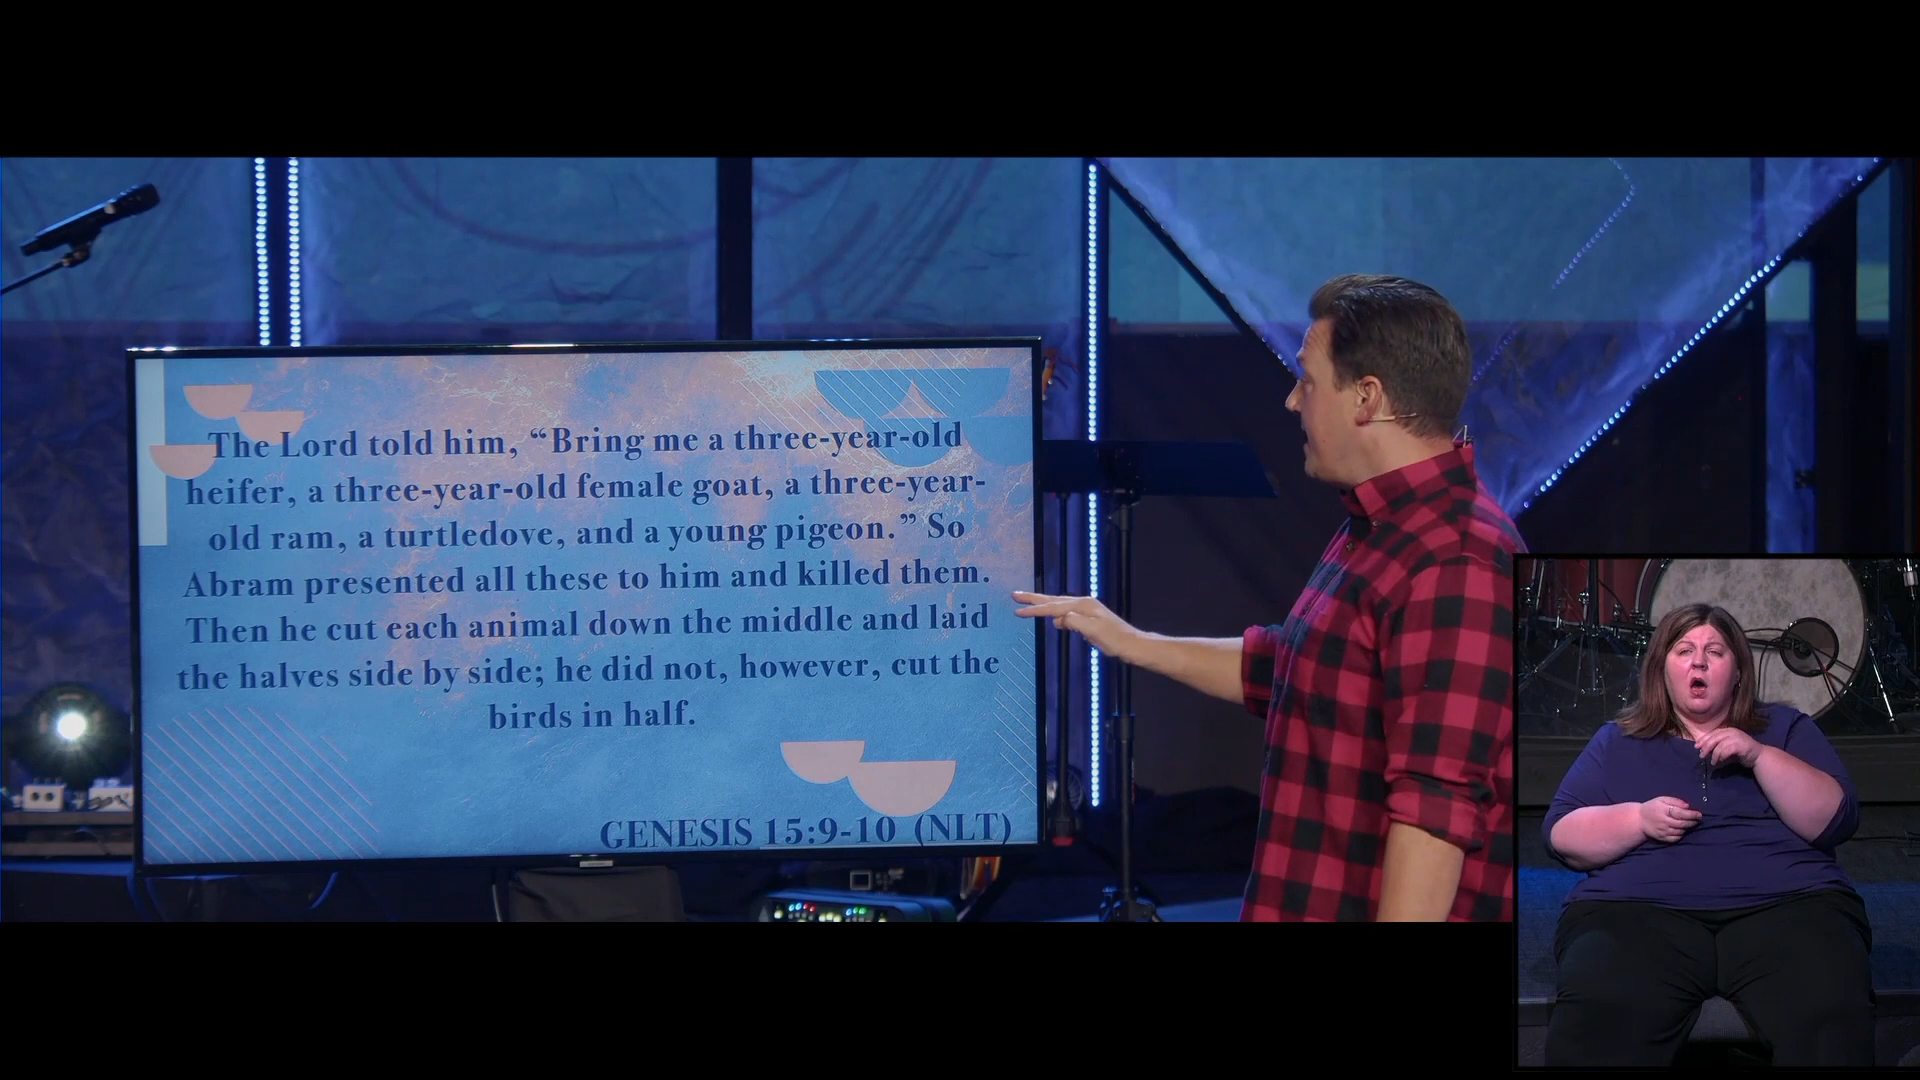 The Lord told him, “Bring me a three-year-old
heifer, a three-year-old female goat, a three-year-
old ram, a turtledove, and a young pigeon.” So
Abram presented all these to him and killed them.
Then he cut each animal down the middle and laid
the halves side by side; he did not, however, cut the
birds in half.
GENESIS 15:9-10 (NLT)